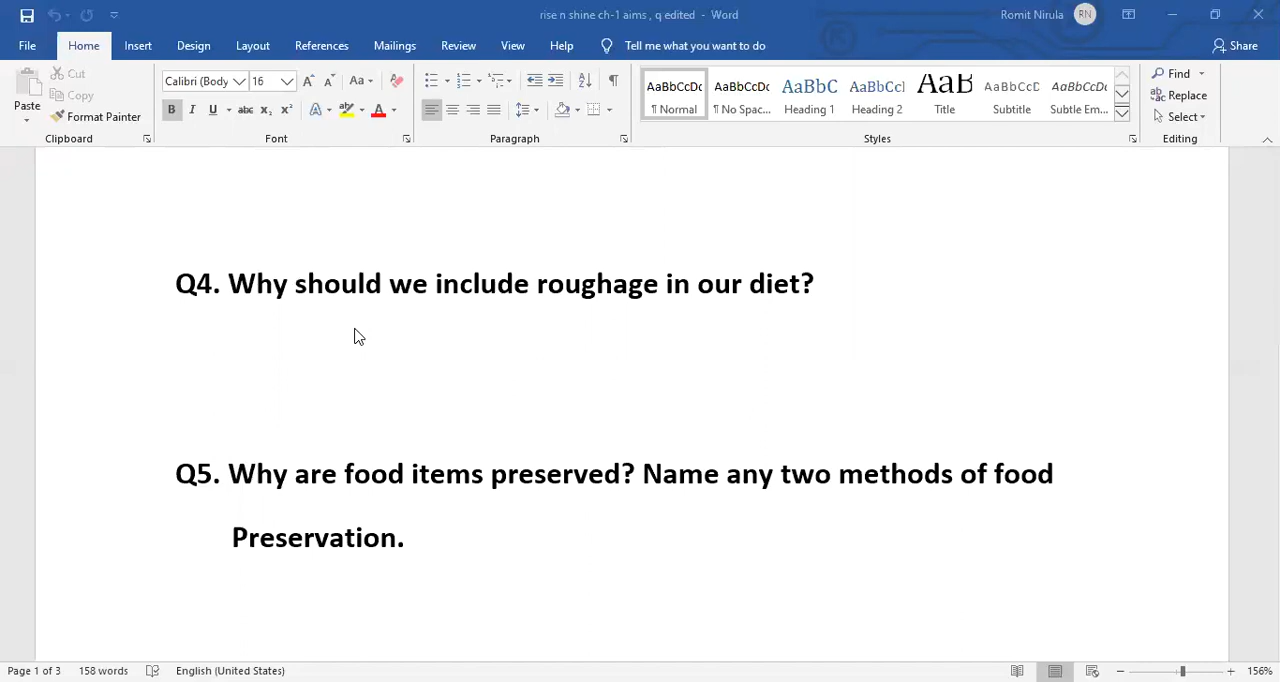 rise n shine ch-1 aims , q edited - Word
Romit Nirula RN
File Home Insert Design Layout References Mailings Review View Help Tell me what you want to do Share
Paste Cut Copy Format Painter
Calibri (Body 16
AaBbCcDc AaBbCcDc AaBbC AaBbCcl AaB AaBbCcD AaBbCcDc
¶ Normal ¶ No Spac... Heading 1 Heading 2 Title Subtitle Subtle Em...
Find Replace Select
Clipboard Font Paragraph Styles Editing
Q4. Why should we include roughage in our diet?
Q5. Why are food items preserved? Name any two methods of food
Preservation.
Page 1 of 3 158 words English (United States) 156%